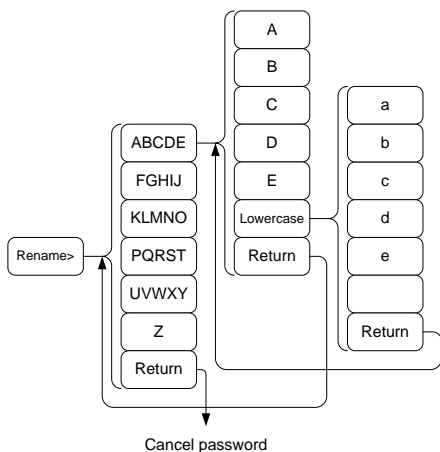 Rename>
ABCDE
FGHIJ
KLMNO
PQRST
UVWXY
Z
Return
A
B
C
D
E
Lowercase
Return
a
b
c
d
e
Return
Cancel password